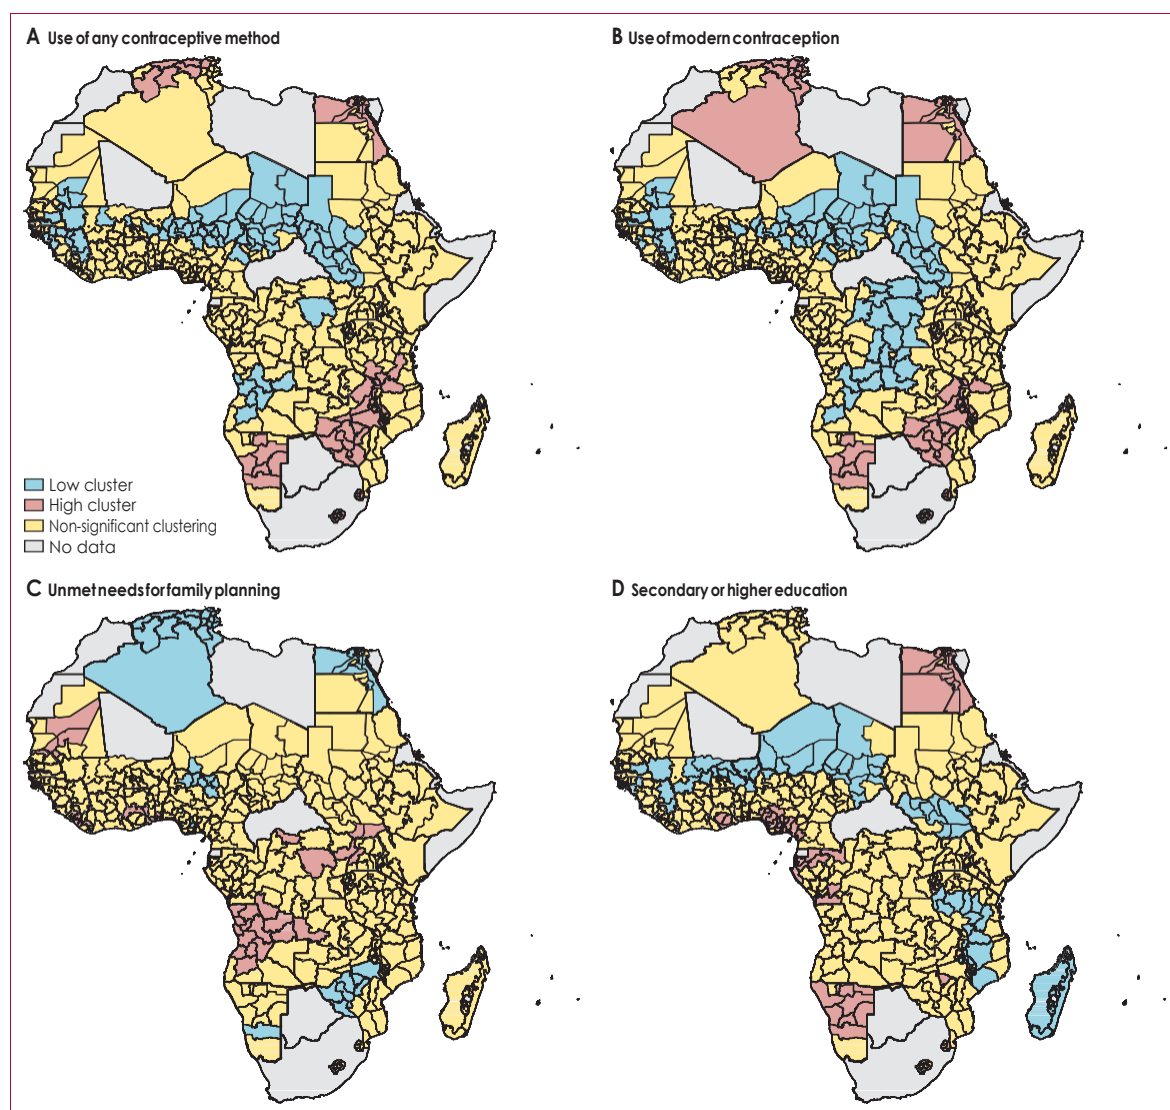 A Use of any contraceptive method
B Use of modern contraception
Low cluster
High cluster
Non-significant clustering
No data
C Unmet needs for family planning
D Secondary or higher education